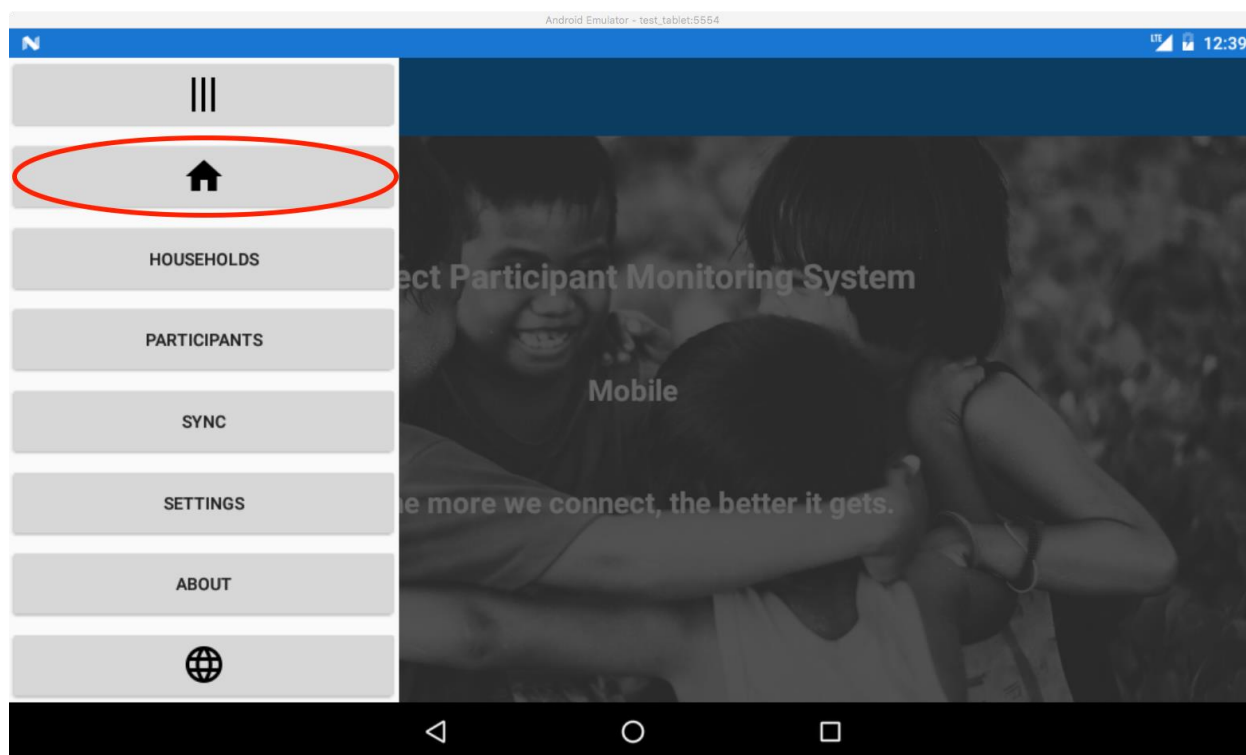 Android Emulator - test_tablet:5554
LTE 12:39
HOUSEHOLDS
PARTICIPANTS
SYNC
SETTINGS
ABOUT
ect Participant Monitoring System
Mobile
e more we connect, the better it gets.